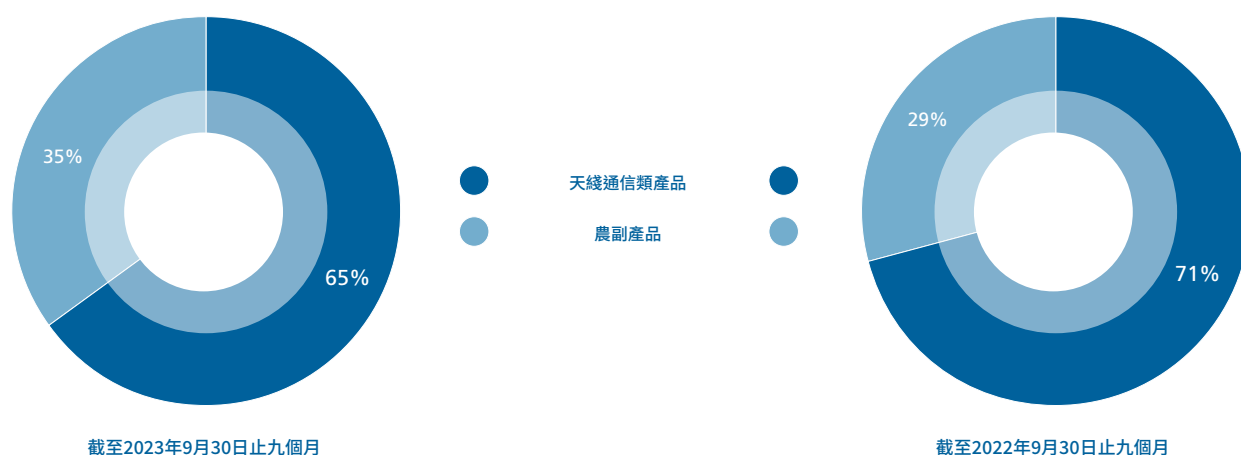 35%
65%
天綫通信類產品
農副產品
29%
71%
截至2023年9月30日止九個月
截至2022年9月30日止九個月